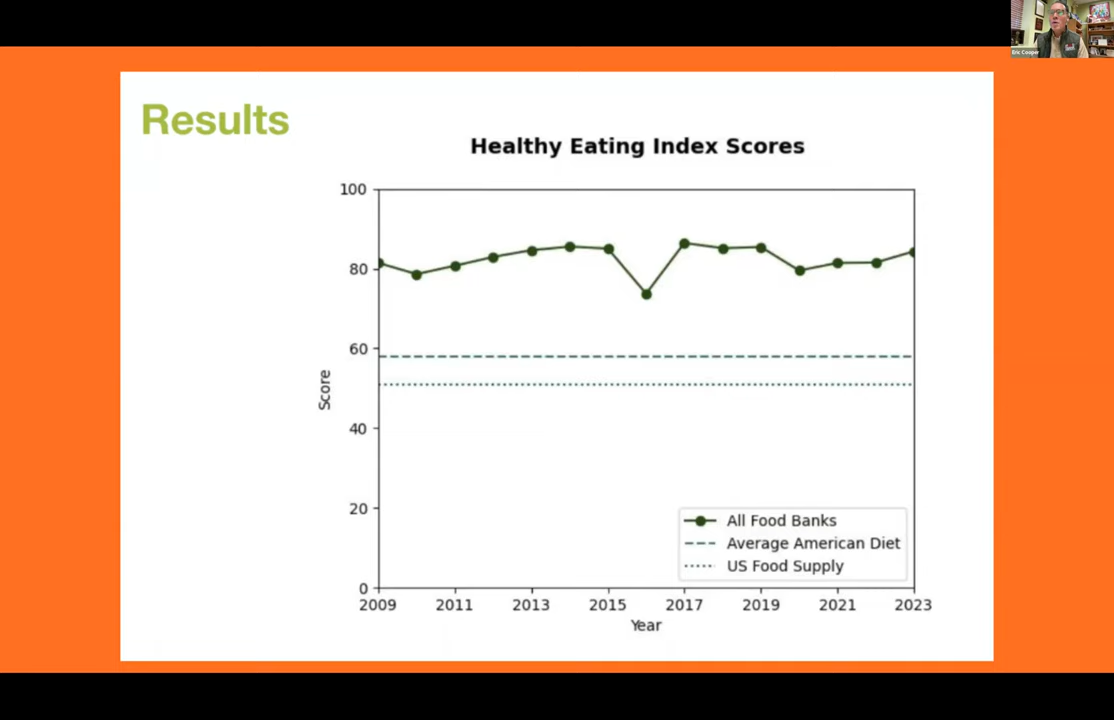 Eric Cooper
Results
Healthy Eating Index Scores
100
80
60
40
20
0
Score
2009 2011 2013 2015 2017 2019 2021 2023
Year
All Food Banks
Average American Diet
US Food Supply